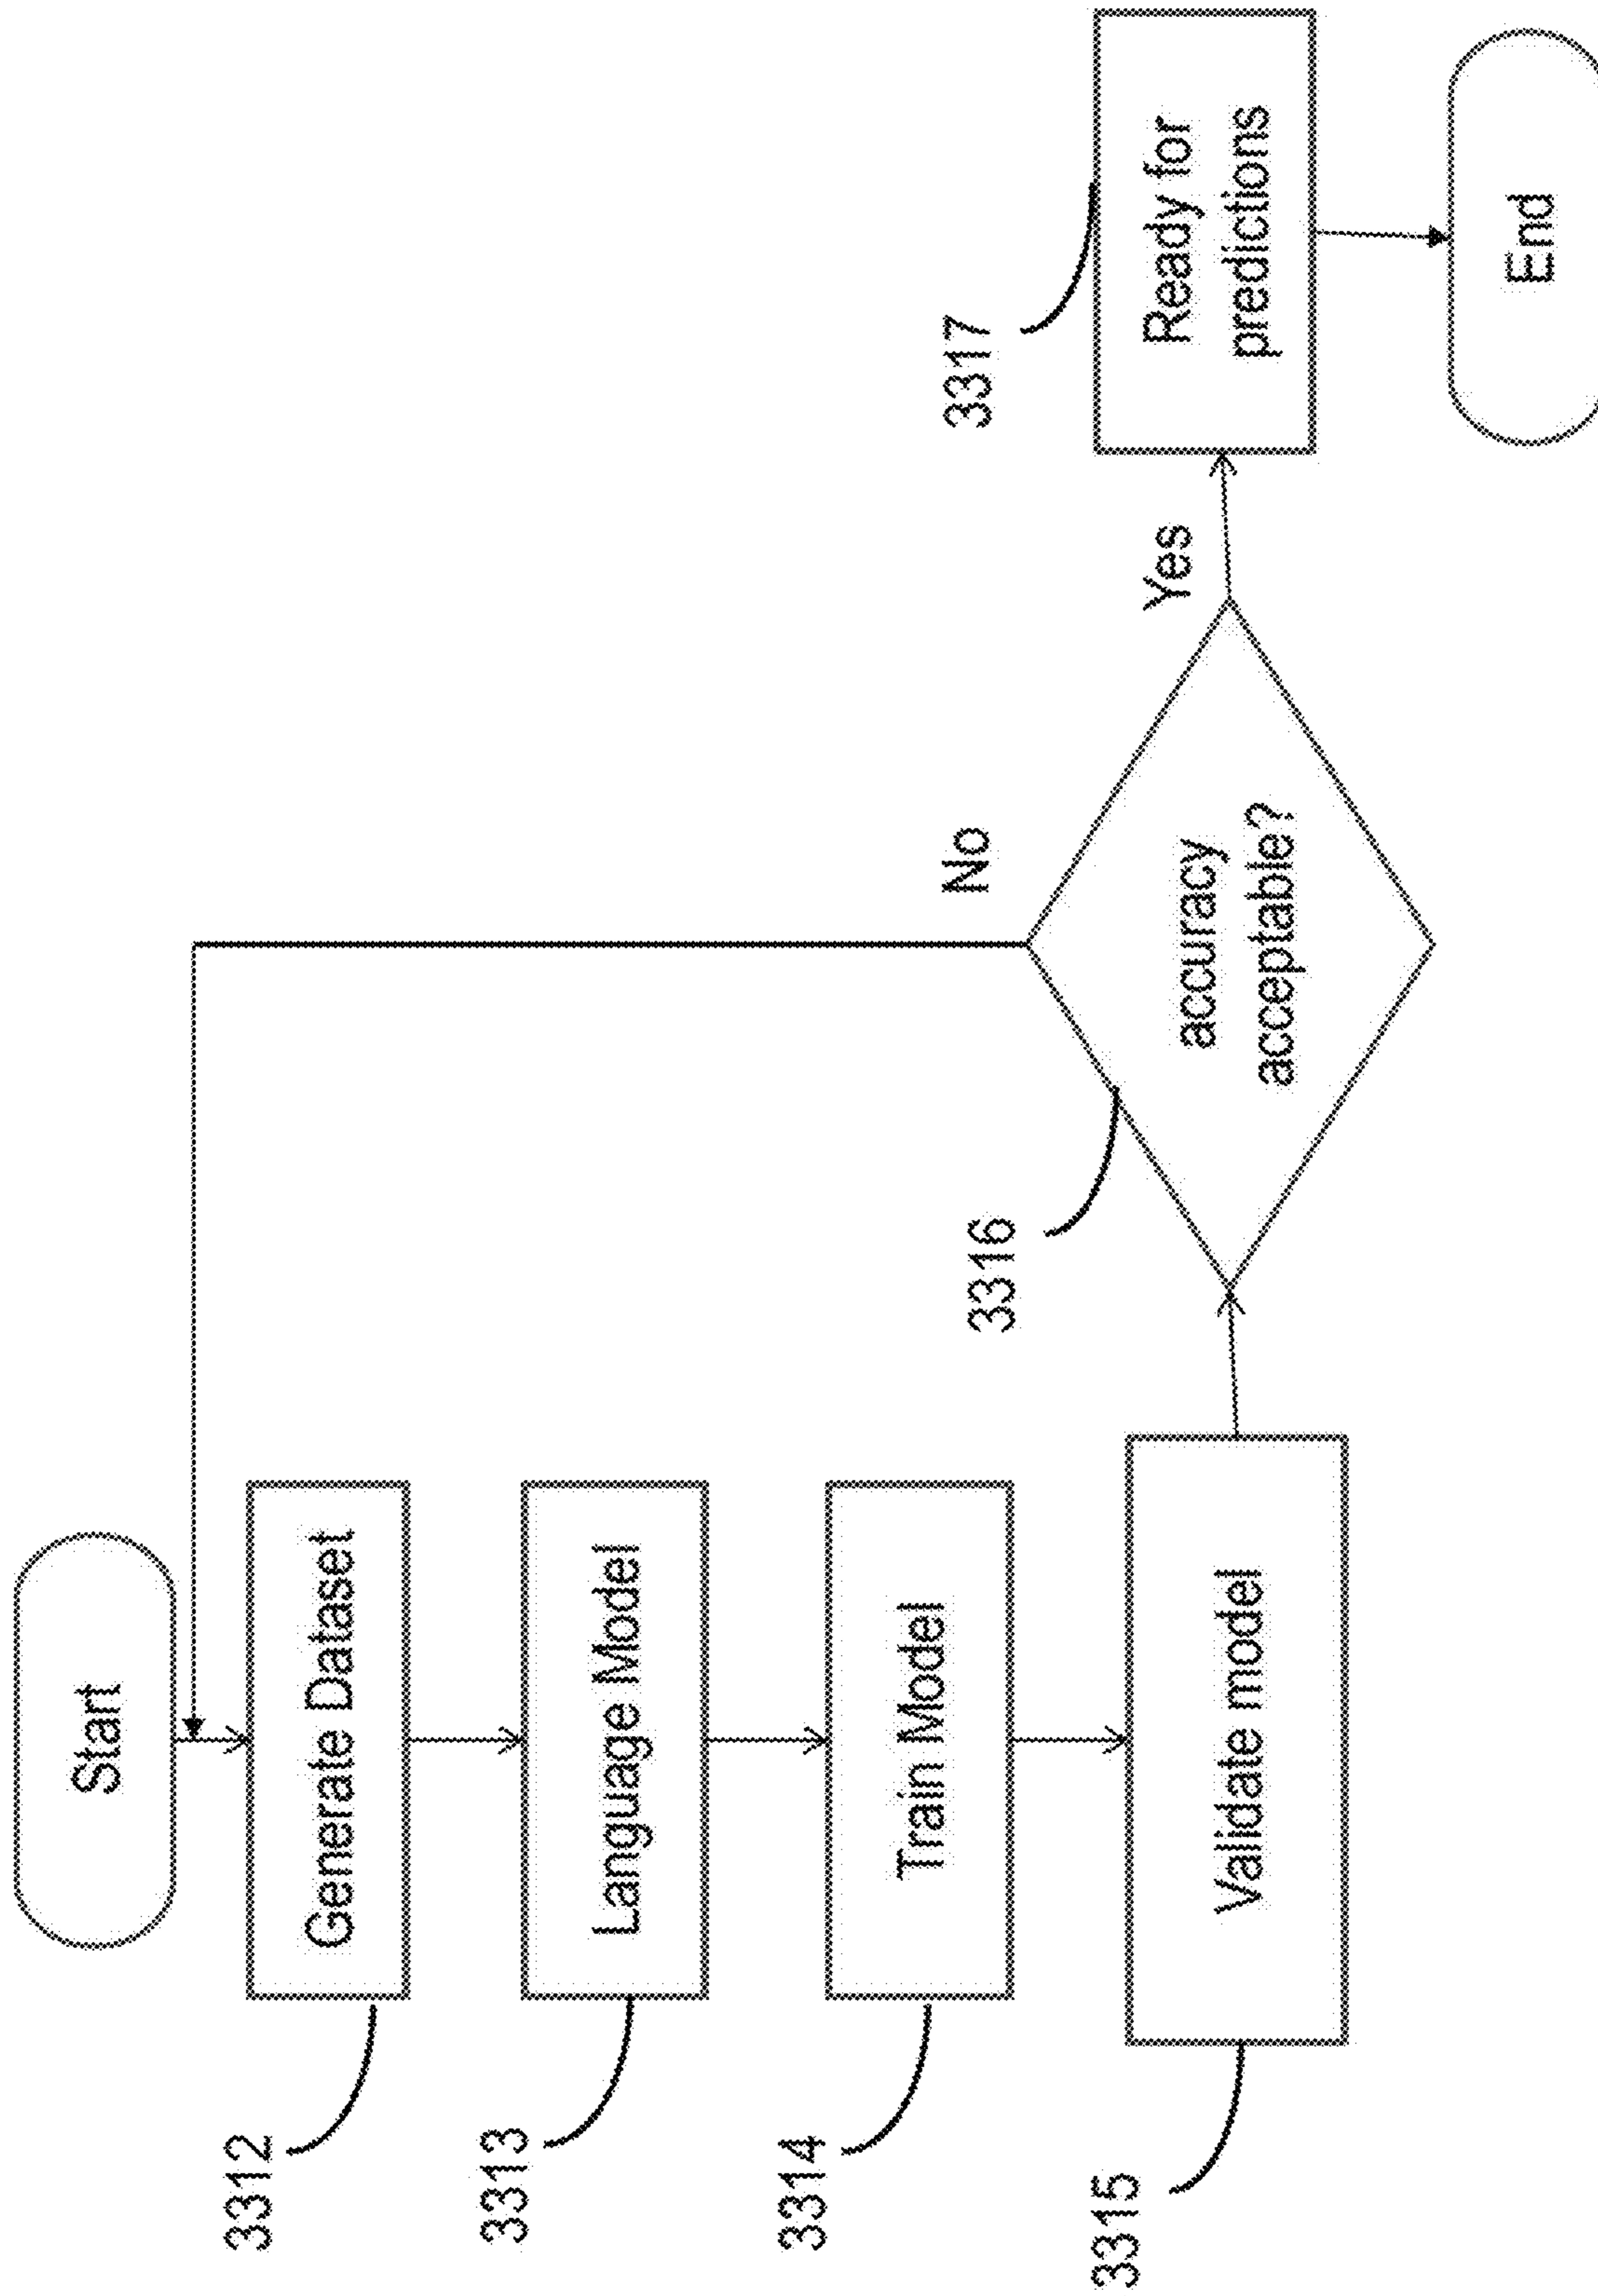 Start
3312
Generate Dataset
3313
Language Model
3314
Train Model
3315
Validate model
3316
accuracy
acceptable?
No
Yes
3317
Ready for
predictions
End